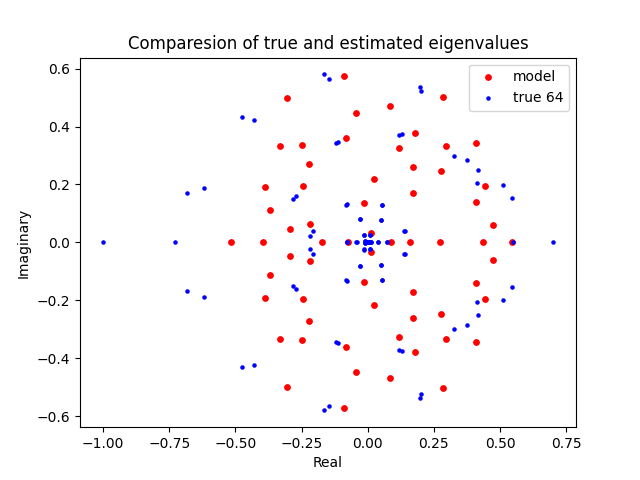 Comparesion of true and estimated eigenvalues
model
true 64
Imaginary
0.6
0.4
0.2
0.0
−0.2
−0.4
−0.6
−1.00 −0.75 −0.50 −0.25 0.00 0.25 0.50 0.75
Real